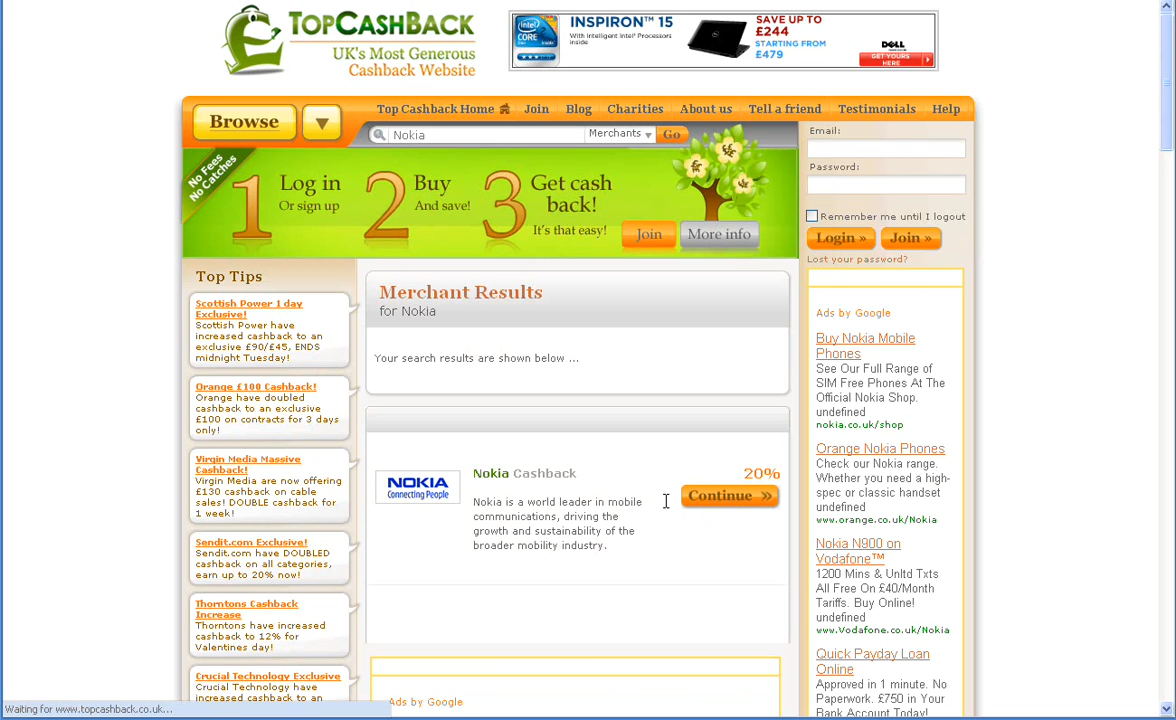 TopCashBack
UK's Most Generous
Cashback Website
intel
CORE
inside
INSPIRON™ 15
With Intelligent Intel® Processors
inside
SAVE UP TO
£244
STARTING FROM
£479
DELL
GET YOURS
HERE
Browse
Top Cashback Home
Join
Blog
Charities
About us
Tell a friend
Testimonials
Help
Nokia
Merchants
Go
No Fees
No Catches
1
Log in
Or sign up
2
Buy
And save!
3
Get cash
back!
It's that easy!
Join
More info
Email:
Password:
Remember me until I logout
Login »
Join »
Lost your password?
Top Tips
Scottish Power 1 day
Exclusive!
Scottish Power have
increased cashback to an
exclusive £90/£45, ENDS
midnight Tuesday!
Orange £100 Cashback!
Orange have doubled
cashback to an exclusive
£100 on contracts for 3 days
only!
Virgin Media Massive
Cashback!
Virgin Media are now offering
£130 cashback on cable
sales! DOUBLE cashback for
1 week!
Sendit.com Exclusive!
Sendit.com have DOUBLED
cashback on all categories,
earn up to 20% now!
Thorntons Cashback
Increase
Thorntons have increased
cashback to 12% for
Valentines day!
Crucial Technology Exclusive
Crucial Technology have
increased cashback to an
Merchant Results
for Nokia
Your search results are shown below ...
NOKIA
Connecting People
Nokia Cashback
20%
Continue »
Nokia is a world leader in mobile
communications, driving the
growth and sustainability of the
broader mobility industry.
Ads by Google
Ads by Google
Buy Nokia Mobile
Phones
See Our Full Range of
SIM Free Phones At The
Official Nokia Shop.
undefined
nokia.co.uk/shop
Orange Nokia Phones
Check our Nokia range.
Whether you need a high-
spec or classic handset
undefined
www.orange.co.uk/Nokia
Nokia N900 on
Vodafone™
1200 Mins & Unltd Txts
All Free On £40/Month
Tariffs. Buy Online!
undefined
www.Vodafone.co.uk/Nokia
Quick Payday Loan
Online
Approved in 1 minute. No
Paperwork. £750 in Your
Bank Account Today!
Waiting for www.topcashback.co.uk...